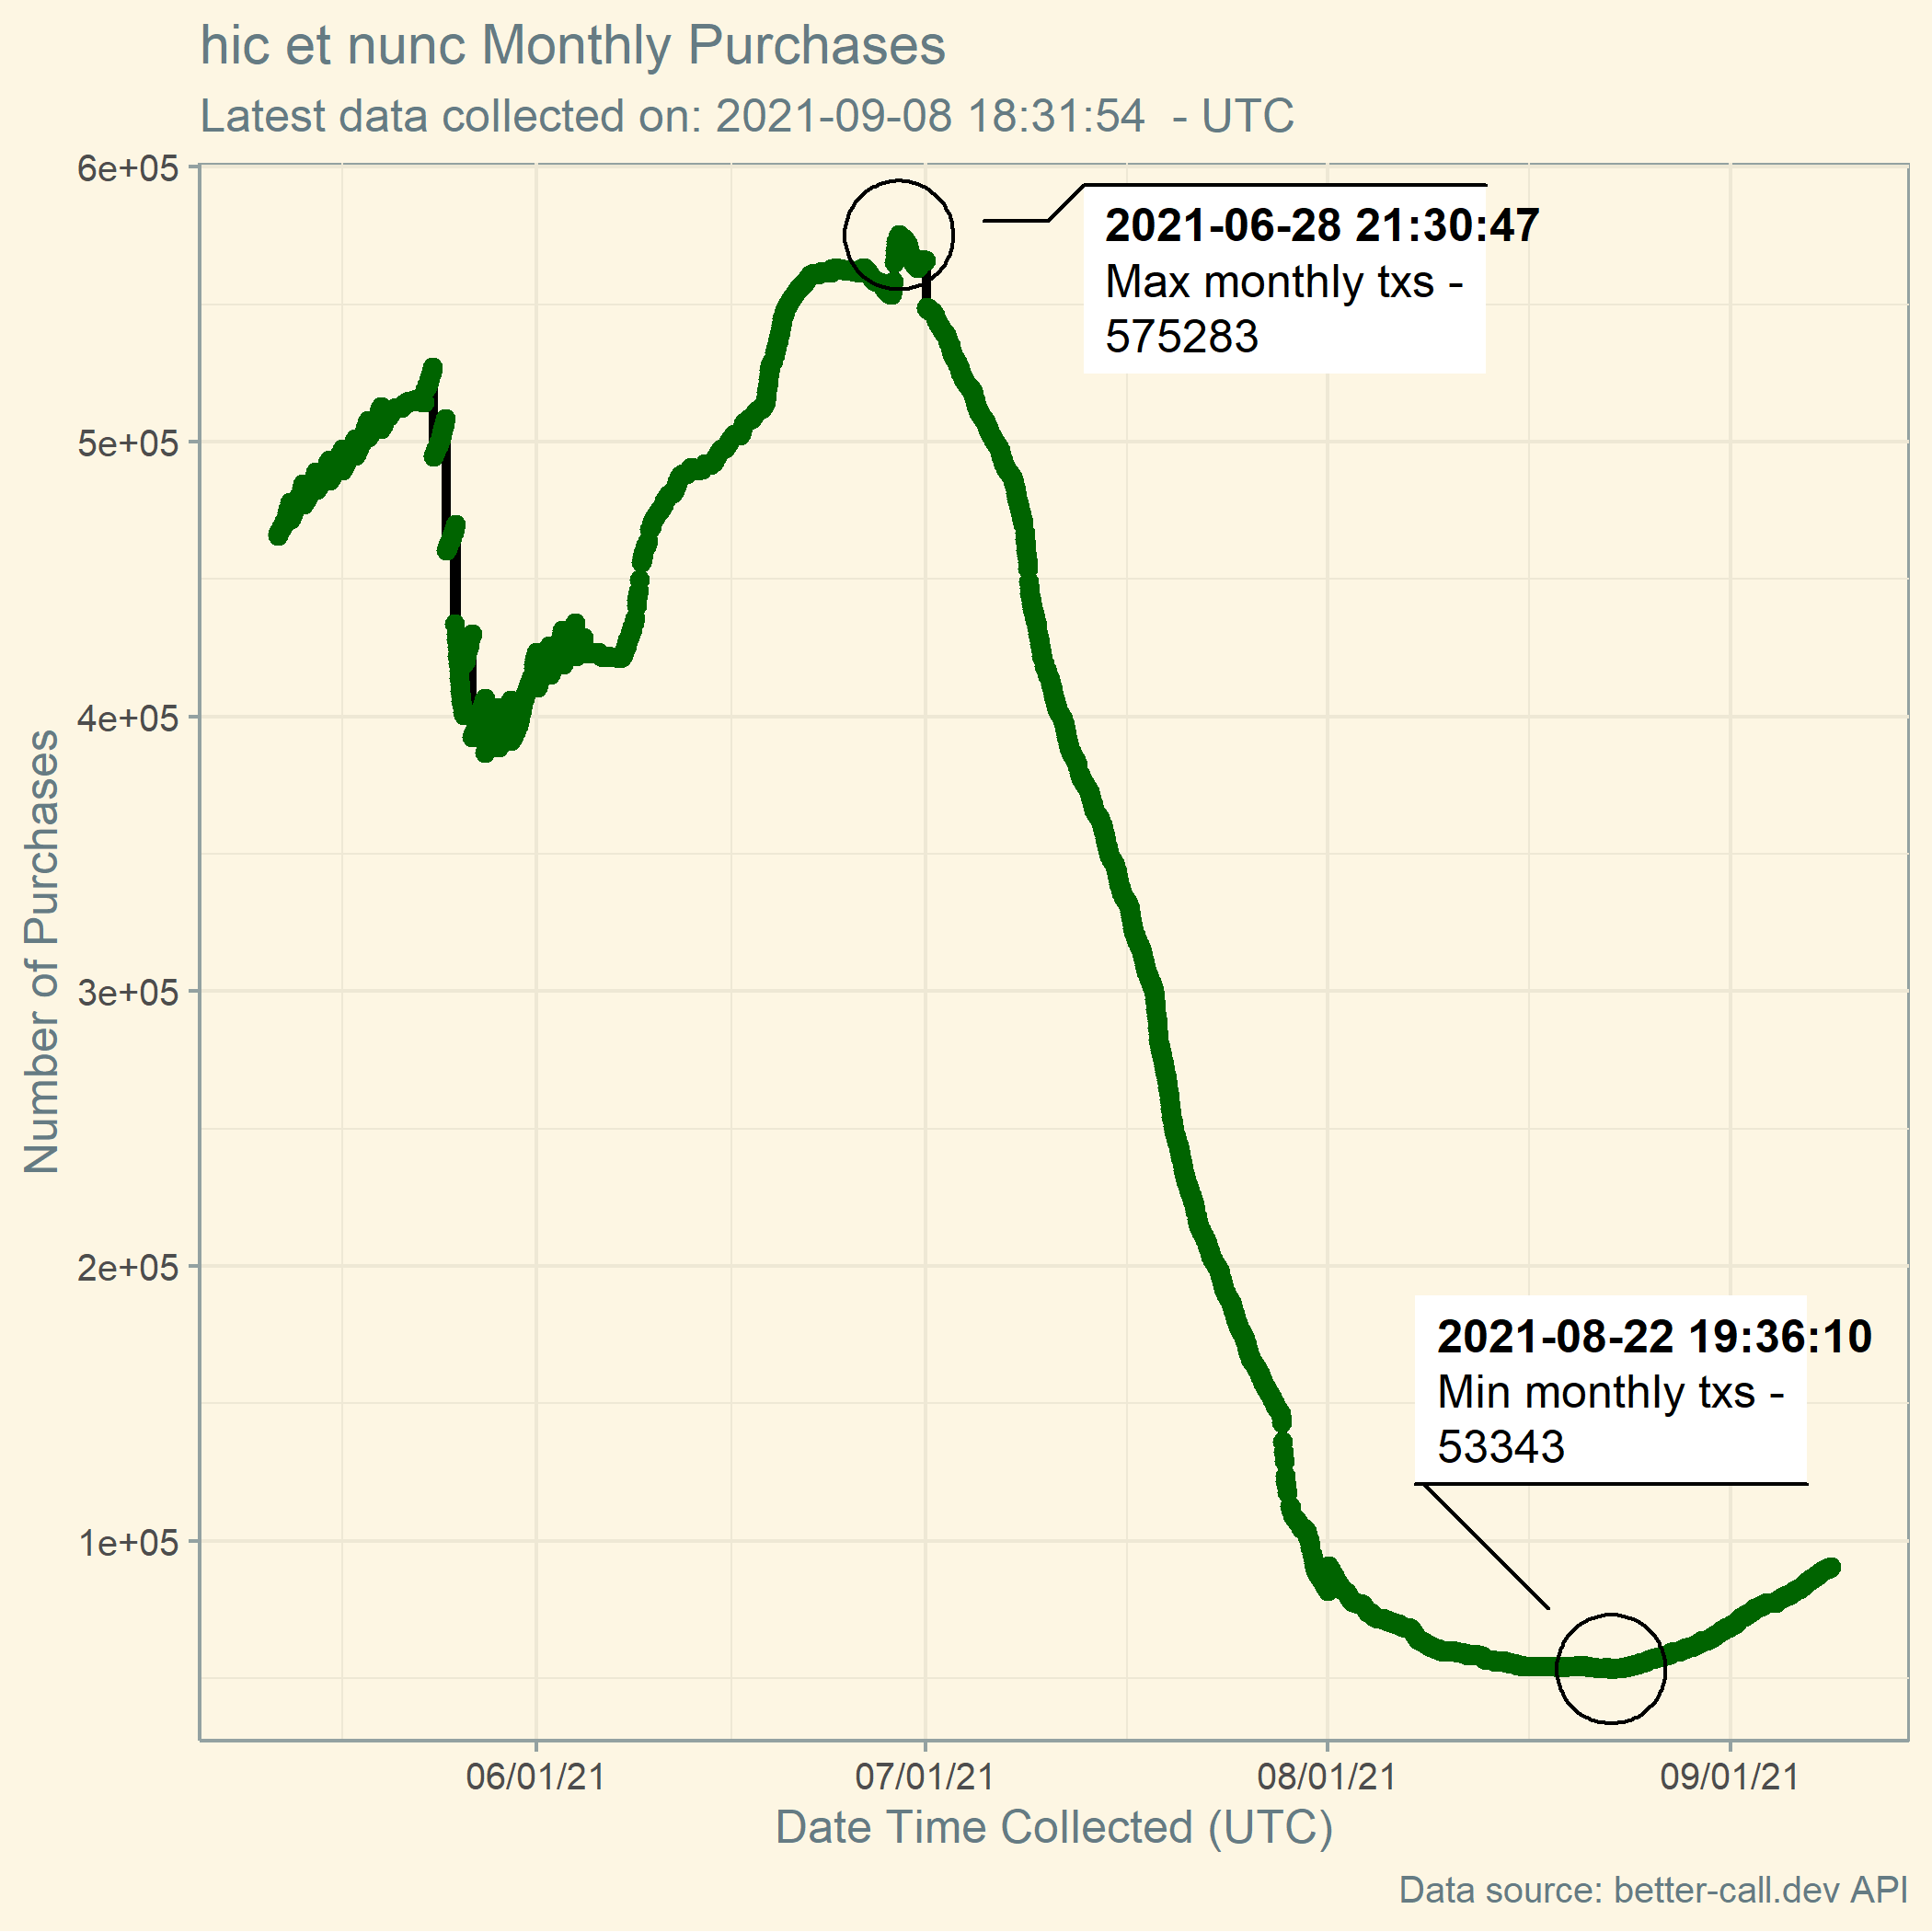 hic et nunc Monthly Purchases
Latest data collected on: 2021-09-08 18:31:54  - UTC
6e+05
5e+05
4e+05
3e+05
2e+05
1e+05
Number of Purchases
2021-06-28 21:30:47
Max monthly txs -
575283
2021-08-22 19:36:10
Min monthly txs -
53343
06/01/21
07/01/21
08/01/21
09/01/21
Date Time Collected (UTC)
Data source: better-call.dev API